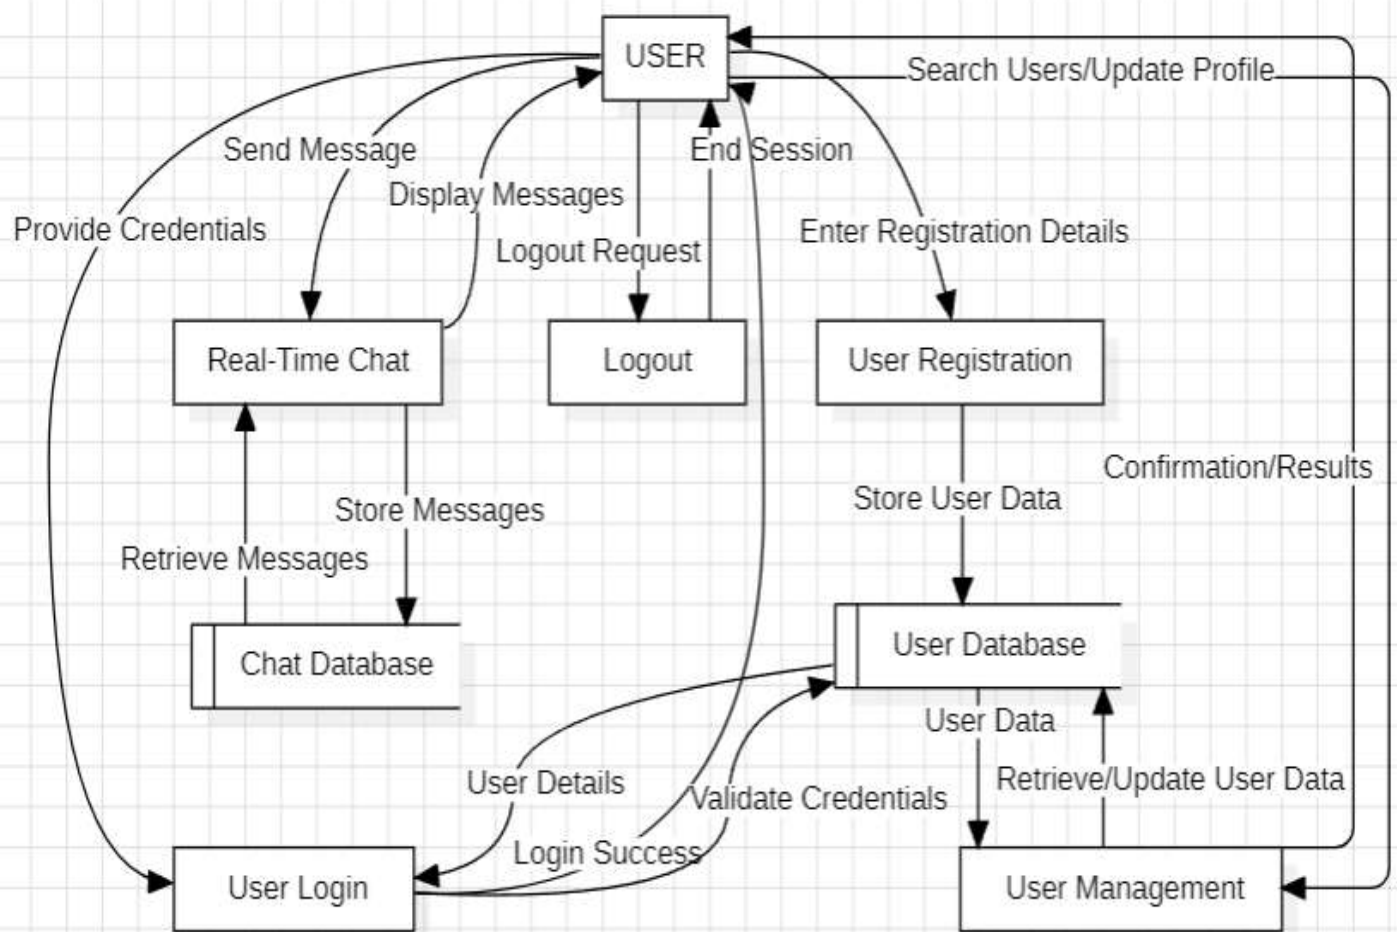 USER
Search Users/Update Profile
Send Message
End Session
Display Messages
Provide Credentials
Enter Registration Details
Logout Request
Real-Time Chat
Logout
User Registration
Confirmation/Results
Store User Data
Store Messages
Retrieve Messages
User Database
Chat Database
User Data
User Details
Retrieve/Update User Data
Validate Credentials
Login Success
User Login
User Management